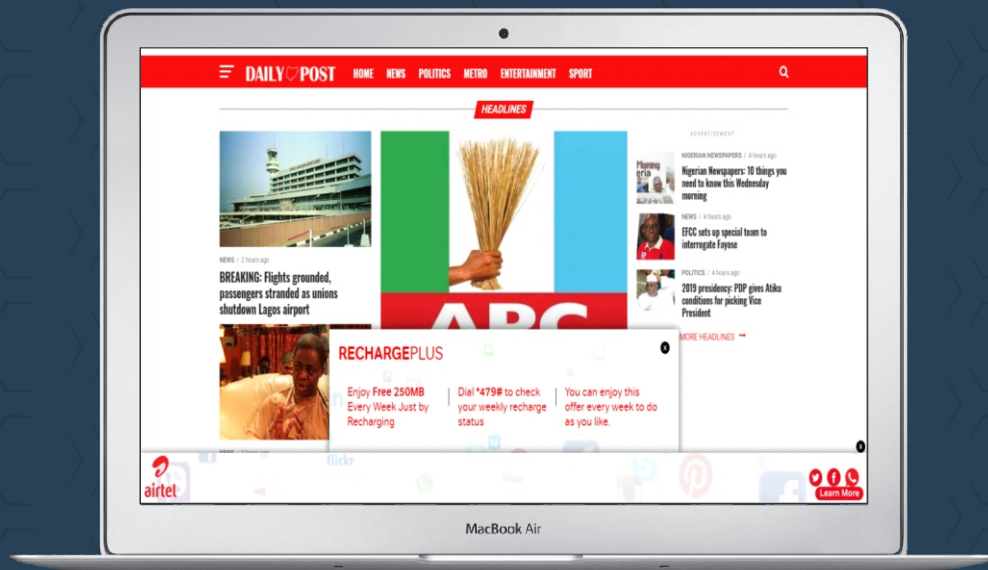 DAILY POST HOME NEWS POLITICS METRO ENTERTAINMENT SPORT
HEADLINES
NEWS / 2 hours ago
BREAKING: Flights grounded,
passengers stranded as unions
shutdown Lagos airport
APC
ADVERTISEMENT
NIGERIAN NEWSPAPERS / 4 hours ago
Nigerian Newspapers: 10 things you
need to know this Wednesday
morning
NEWS / 4 hours ago
EFCC sets up special team to
interrogate Fayose
POLITICS / 4 hours ago
2019 presidency: PDP gives Atiku
conditions for picking Vice
President
MORE HEADLINES
RECHARGEPLUS
x
Enjoy Free 250MB
Every Week Just by
Recharging
Dial *479# to check
your weekly recharge
status
You can enjoy this
offer every week to do
as you like.
x
flickr
flickr
airtel
Learn More
MacBook Air